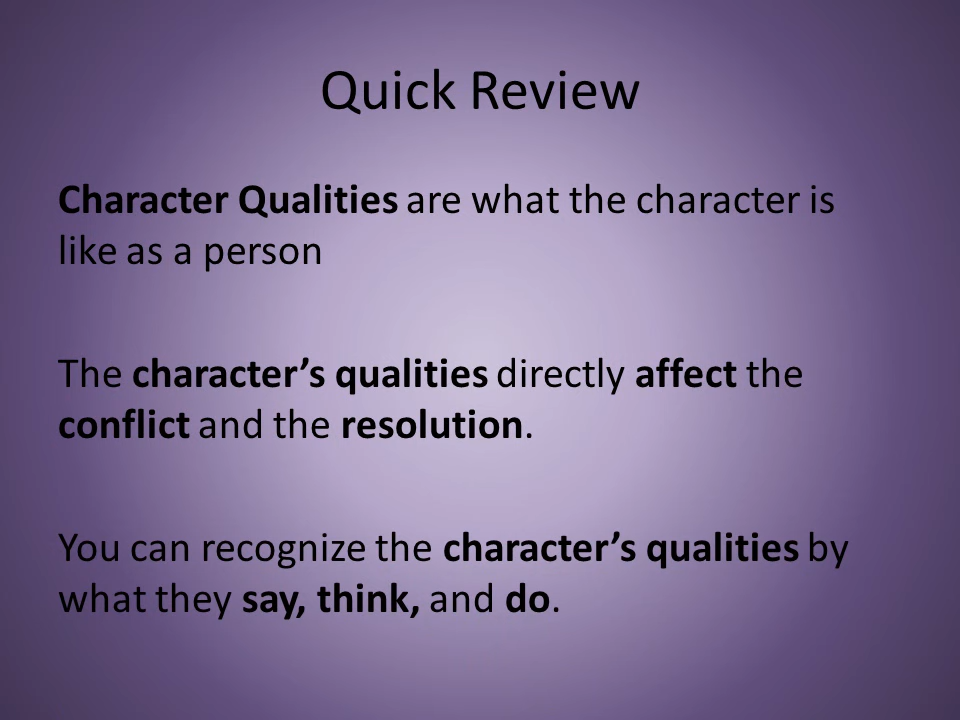 Quick Review
Character Qualities are what the character is
like as a person
The character’s qualities directly affect the
conflict and the resolution.
You can recognize the character’s qualities by
what they say, think, and do.